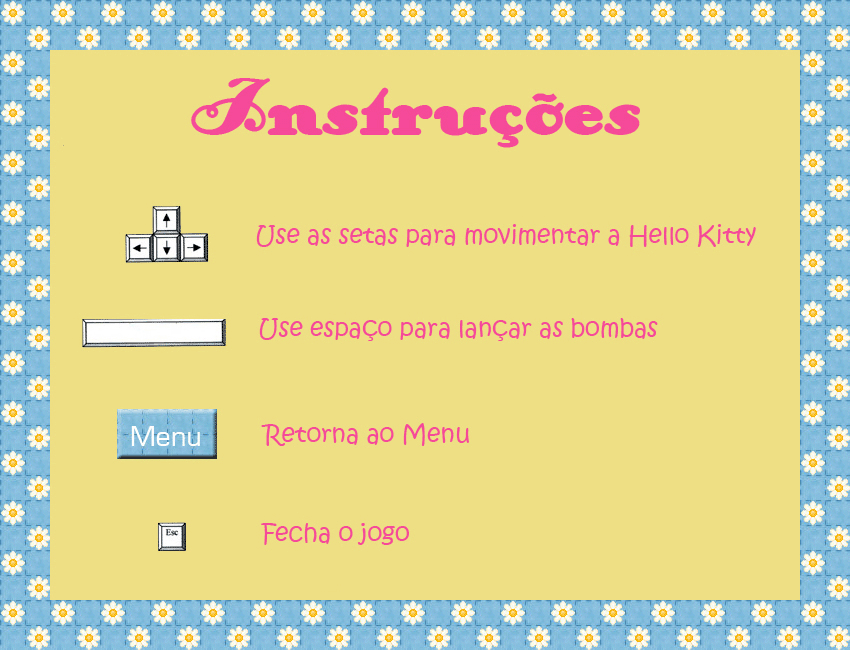 Instruções
Use as setas para movimentar a Hello Kitty
Use espaço para lançar as bombas
Menu
Retorna ao Menu
Esc
Fecha o jogo